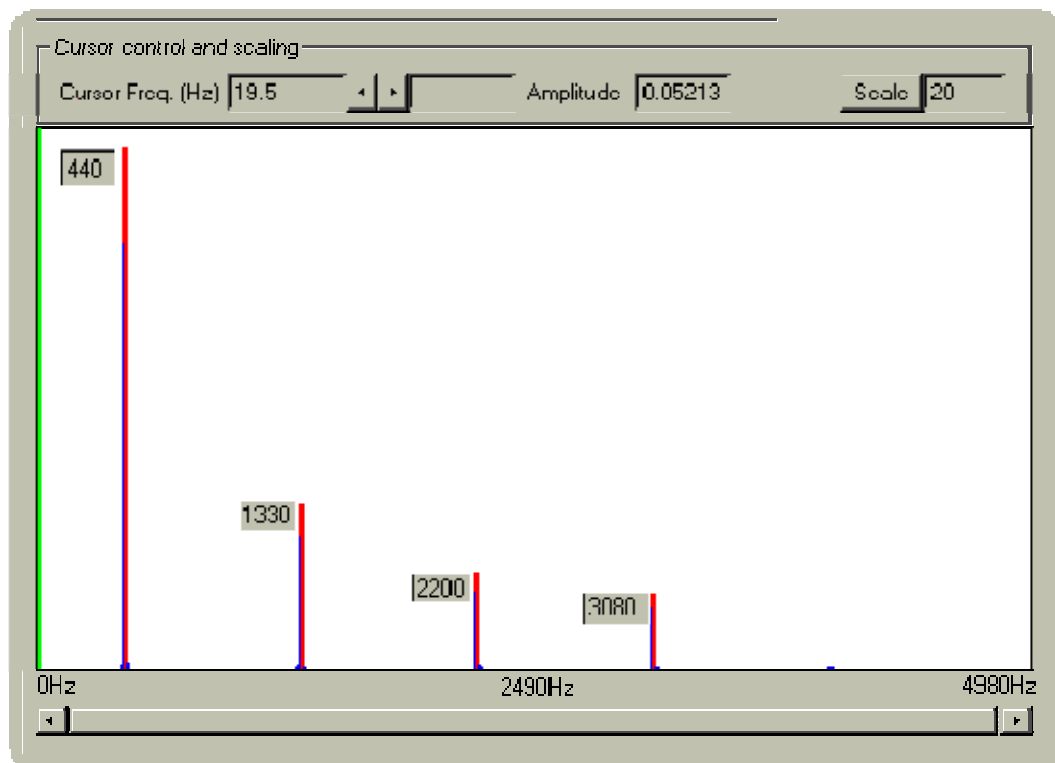 Cursor control and scaling
Cursor Freq. (Hz) 19.5 Amplitude 0.05213 Scale 20
440
1330
2200
3080
0Hz 2490Hz 4980Hz